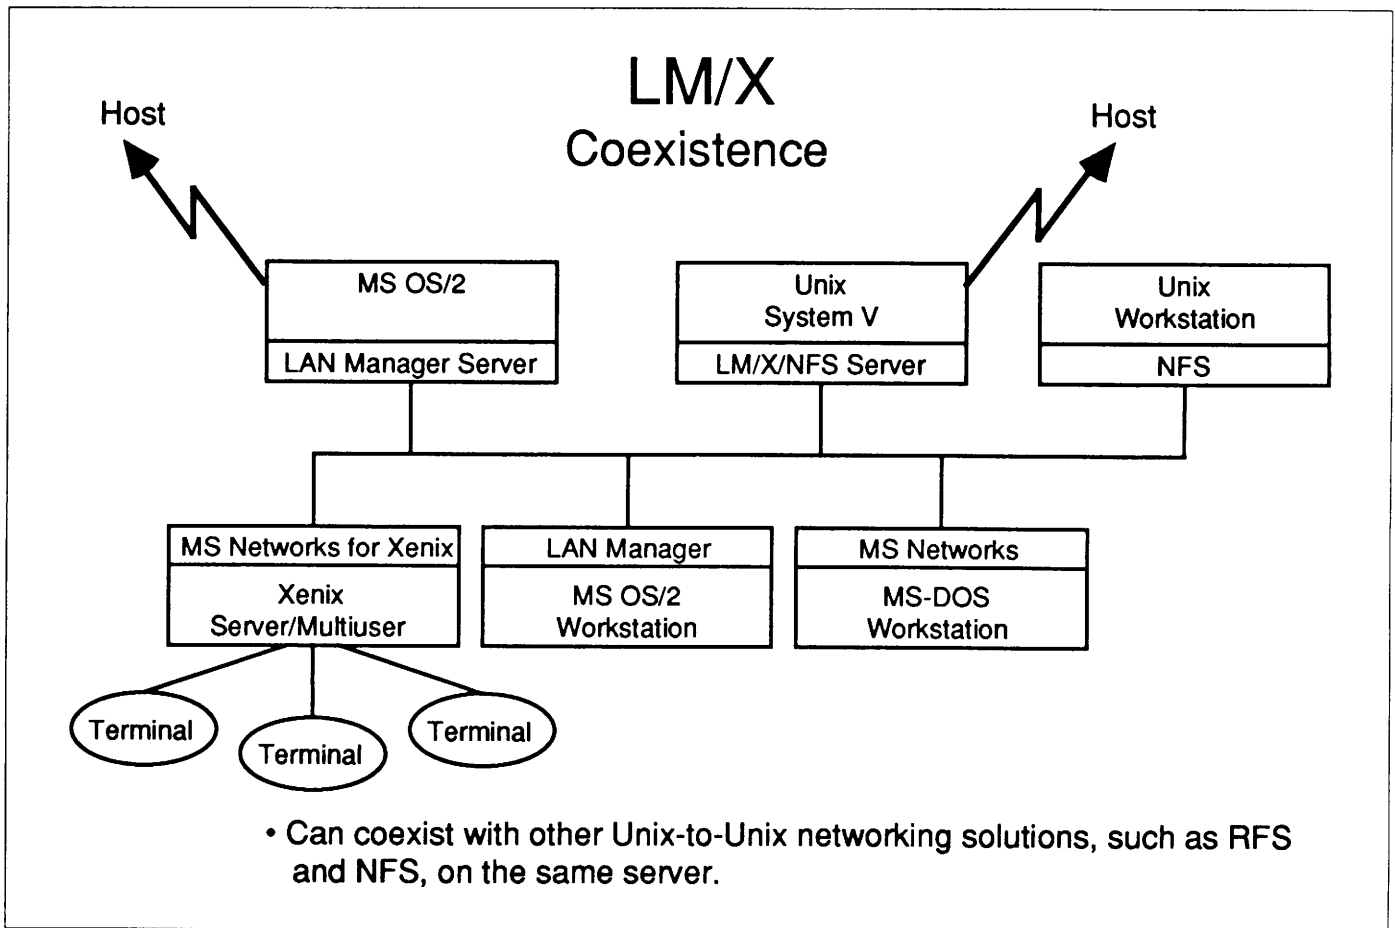 LM/X
Coexistence
Host
Host
MS OS/2
LAN Manager Server
Unix
System V
LM/X/NFS Server
Unix
Workstation
NFS
MS Networks for Xenix
Xenix
Server/Multiuser
LAN Manager
MS OS/2
Workstation
MS Networks
MS-DOS
Workstation
Terminal
Terminal
Terminal
• Can coexist with other Unix-to-Unix networking solutions, such as RFS
and NFS, on the same server.